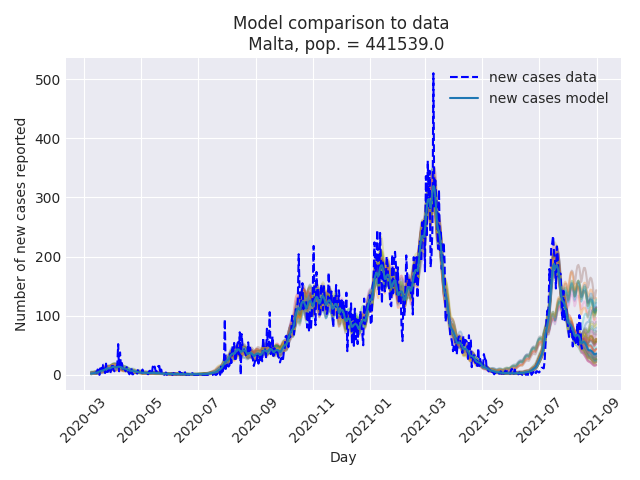 Model comparison to data
Malta, pop. = 441539.0
new cases data
new cases model
Number of new cases reported
500
400
300
200
100
0
2020-03
2020-05
2020-07
2020-09
2020-11
2021-01
2021-03
2021-05
2021-07
2021-09
Day